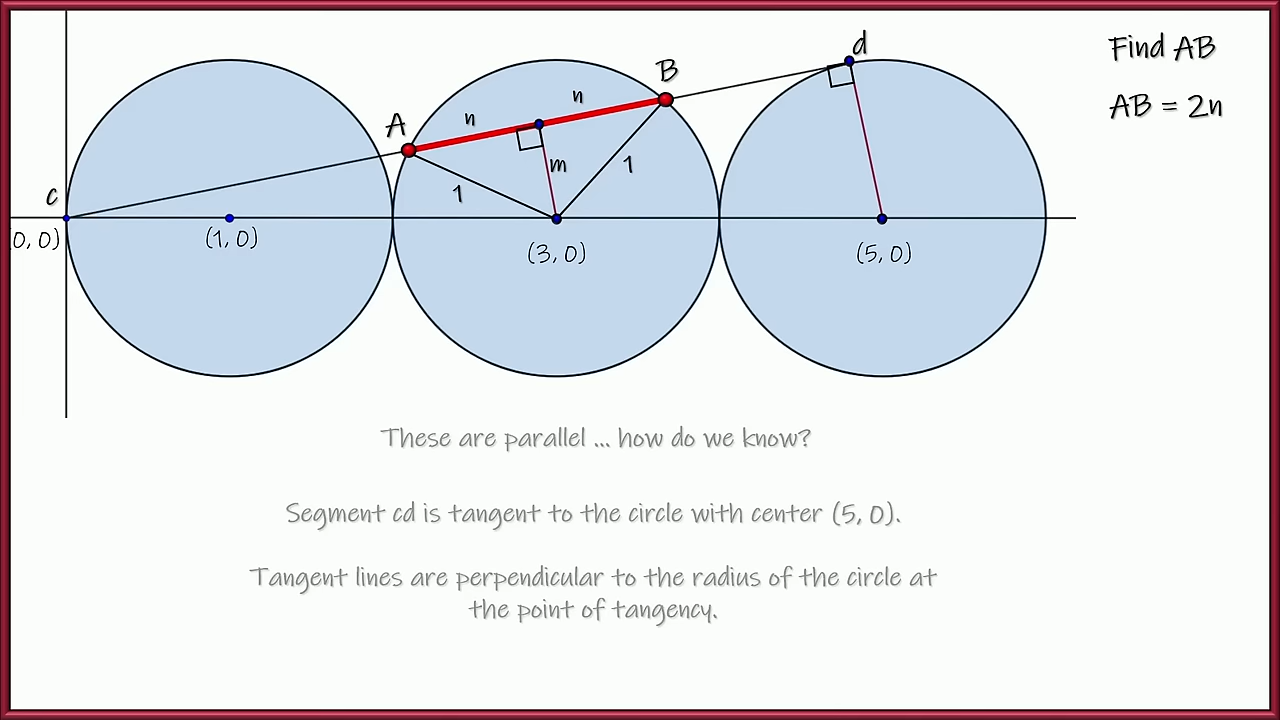 d
Find AB
B
n
n
AB = 2n
A
m
1
1
c
0, 0)
(1, 0)
(3, 0)
(5, 0)
These are parallel ... how do we know?
Segment cd is tangent to the circle with center (5, 0).
Tangent lines are perpendicular to the radius of the circle at
the point of tangency.